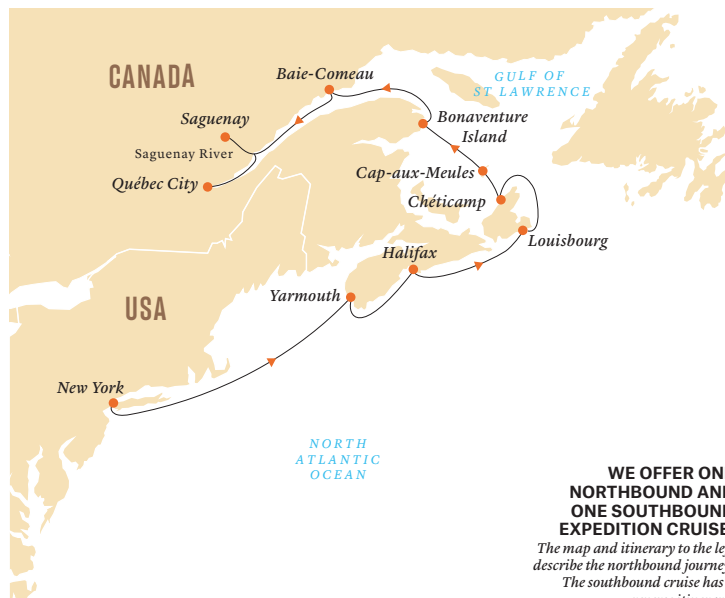 CANADA
Baie-Comeau
GULF OF
ST LAWRENCE
Saguenay
Bonaventure
Island
Saguenay River
Cap-aux-Meules
Québec City
Chéticamp
Louisbourg
Halifax
USA
Yarmouth
New York
NORTH
ATLANTIC
OCEAN
WE OFFER ON
NORTHBOUND AN
ONE SOUTHBOUND
EXPEDITION CRUISE
The map and itinerary to the le
describe the northbound journey
The southbound cruise has